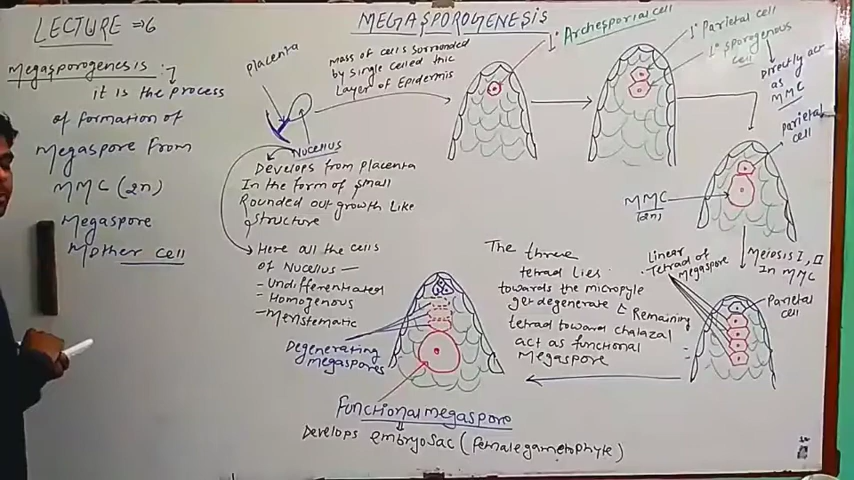 LECTURE ⇒6
MEGASPOROGENESIS
Megasporogenesis :-
it is the process
of formation of
Megaspore From
MMC (2n)
Megaspore
Mother cell
Placenta
Nucellus
Develops from placenta
In the form of small
Rounded out growth Like
structure
Here all the cells
of Nucellus —
- Undifferentiated
- Homogenous
- Meristematic
Mass of cells sorrounded
by single celled thic
Layer of Epidermis
1° Archesporial cell
1° Parietal cell
1° sporogenous
cell
Directly act
as
MMC
Parietal
cell
MMC
(2n)
Meiosis I, II
In MMC
Linear
Tetrad of
megaspore
Parietal
cell
The three
tetrad lies
towards the micropyle
get degenerate & Remaining
tetrad toward chalazal
act as functional
megaspore
Degenerating
megaspores
Functional megaspore
Develops embryosac (femalegametophyte)